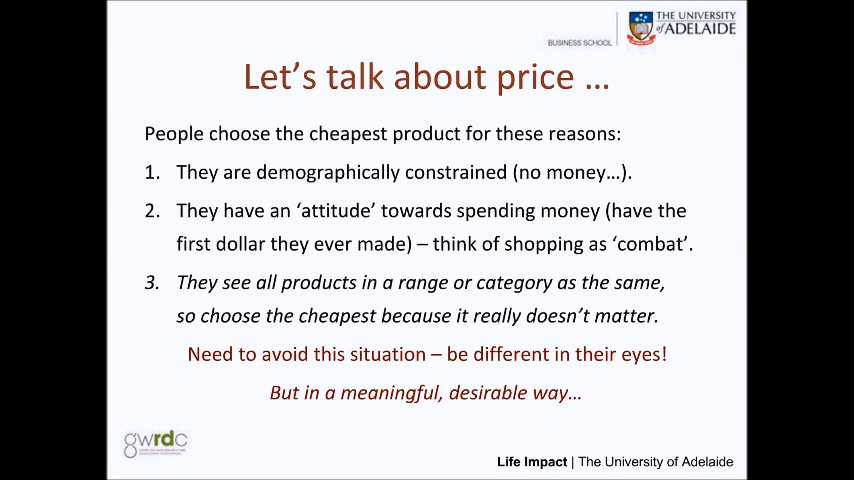 THE UNIVERSITY
of ADELAIDE
BUSINESS SCHOOL
Let's talk about price …
People choose the cheapest product for these reasons:
1. They are demographically constrained (no money…).
2. They have an ‘attitude’ towards spending money (have the
first dollar they ever made) – think of shopping as ‘combat’.
3. They see all products in a range or category as the same,
so choose the cheapest because it really doesn’t matter.
Need to avoid this situation – be different in their eyes!
But in a meaningful, desirable way…
gwrdc
Life Impact | The University of Adelaide